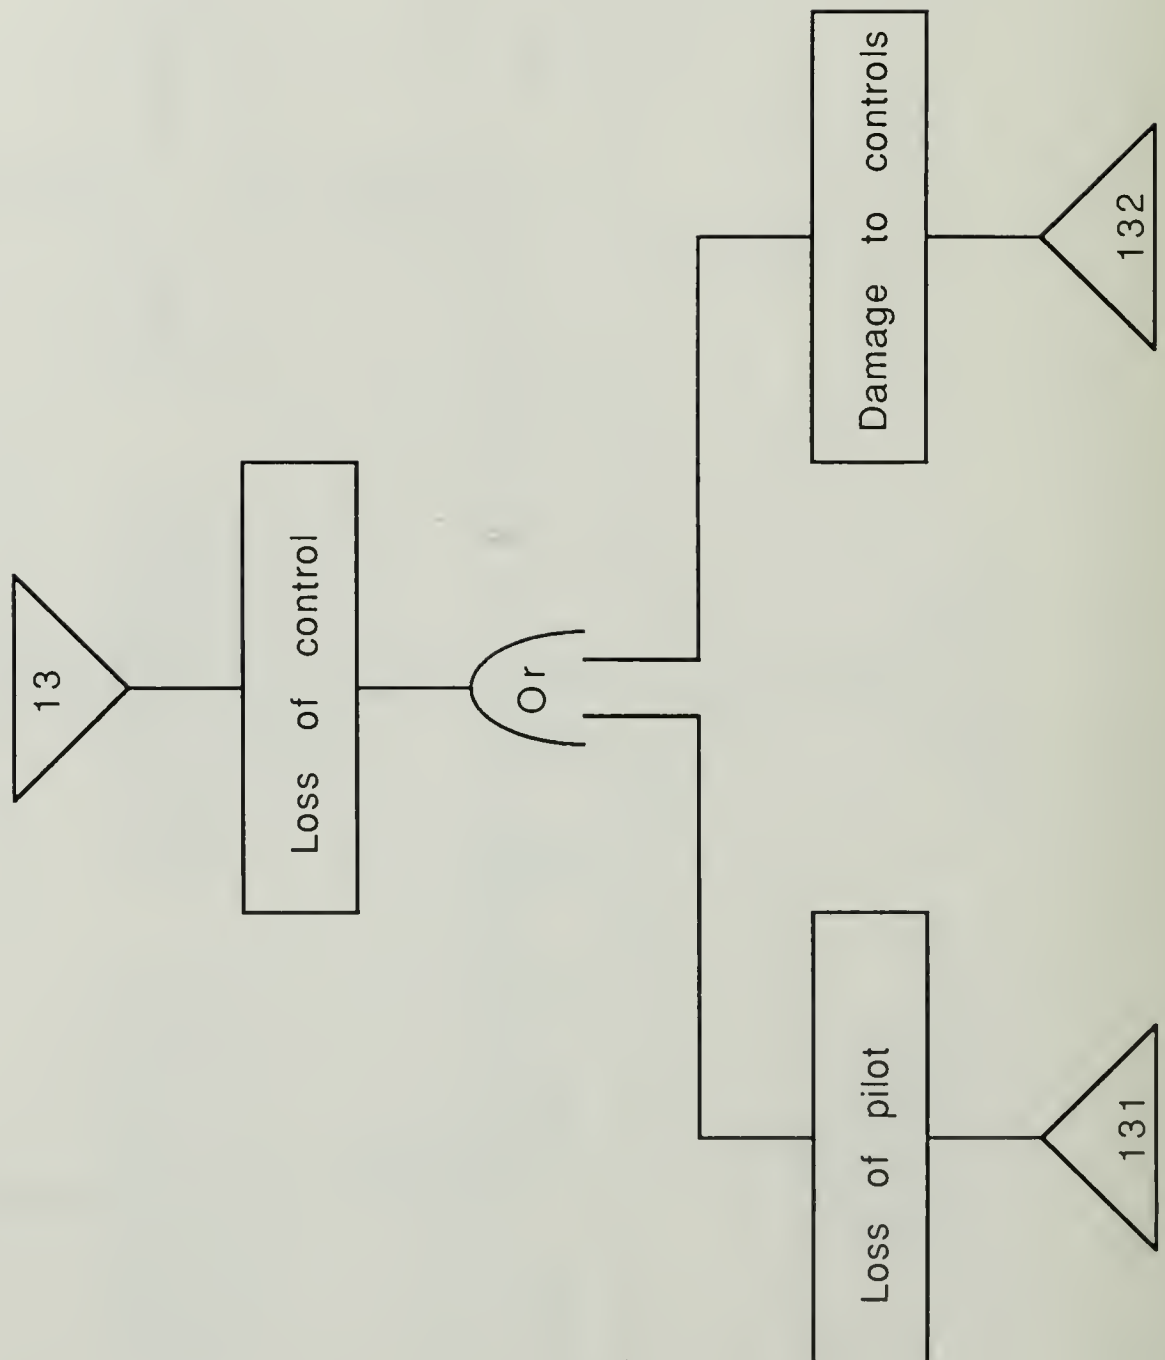 13
Loss of control
Or
Loss of pilot
Damage to controls
131
132